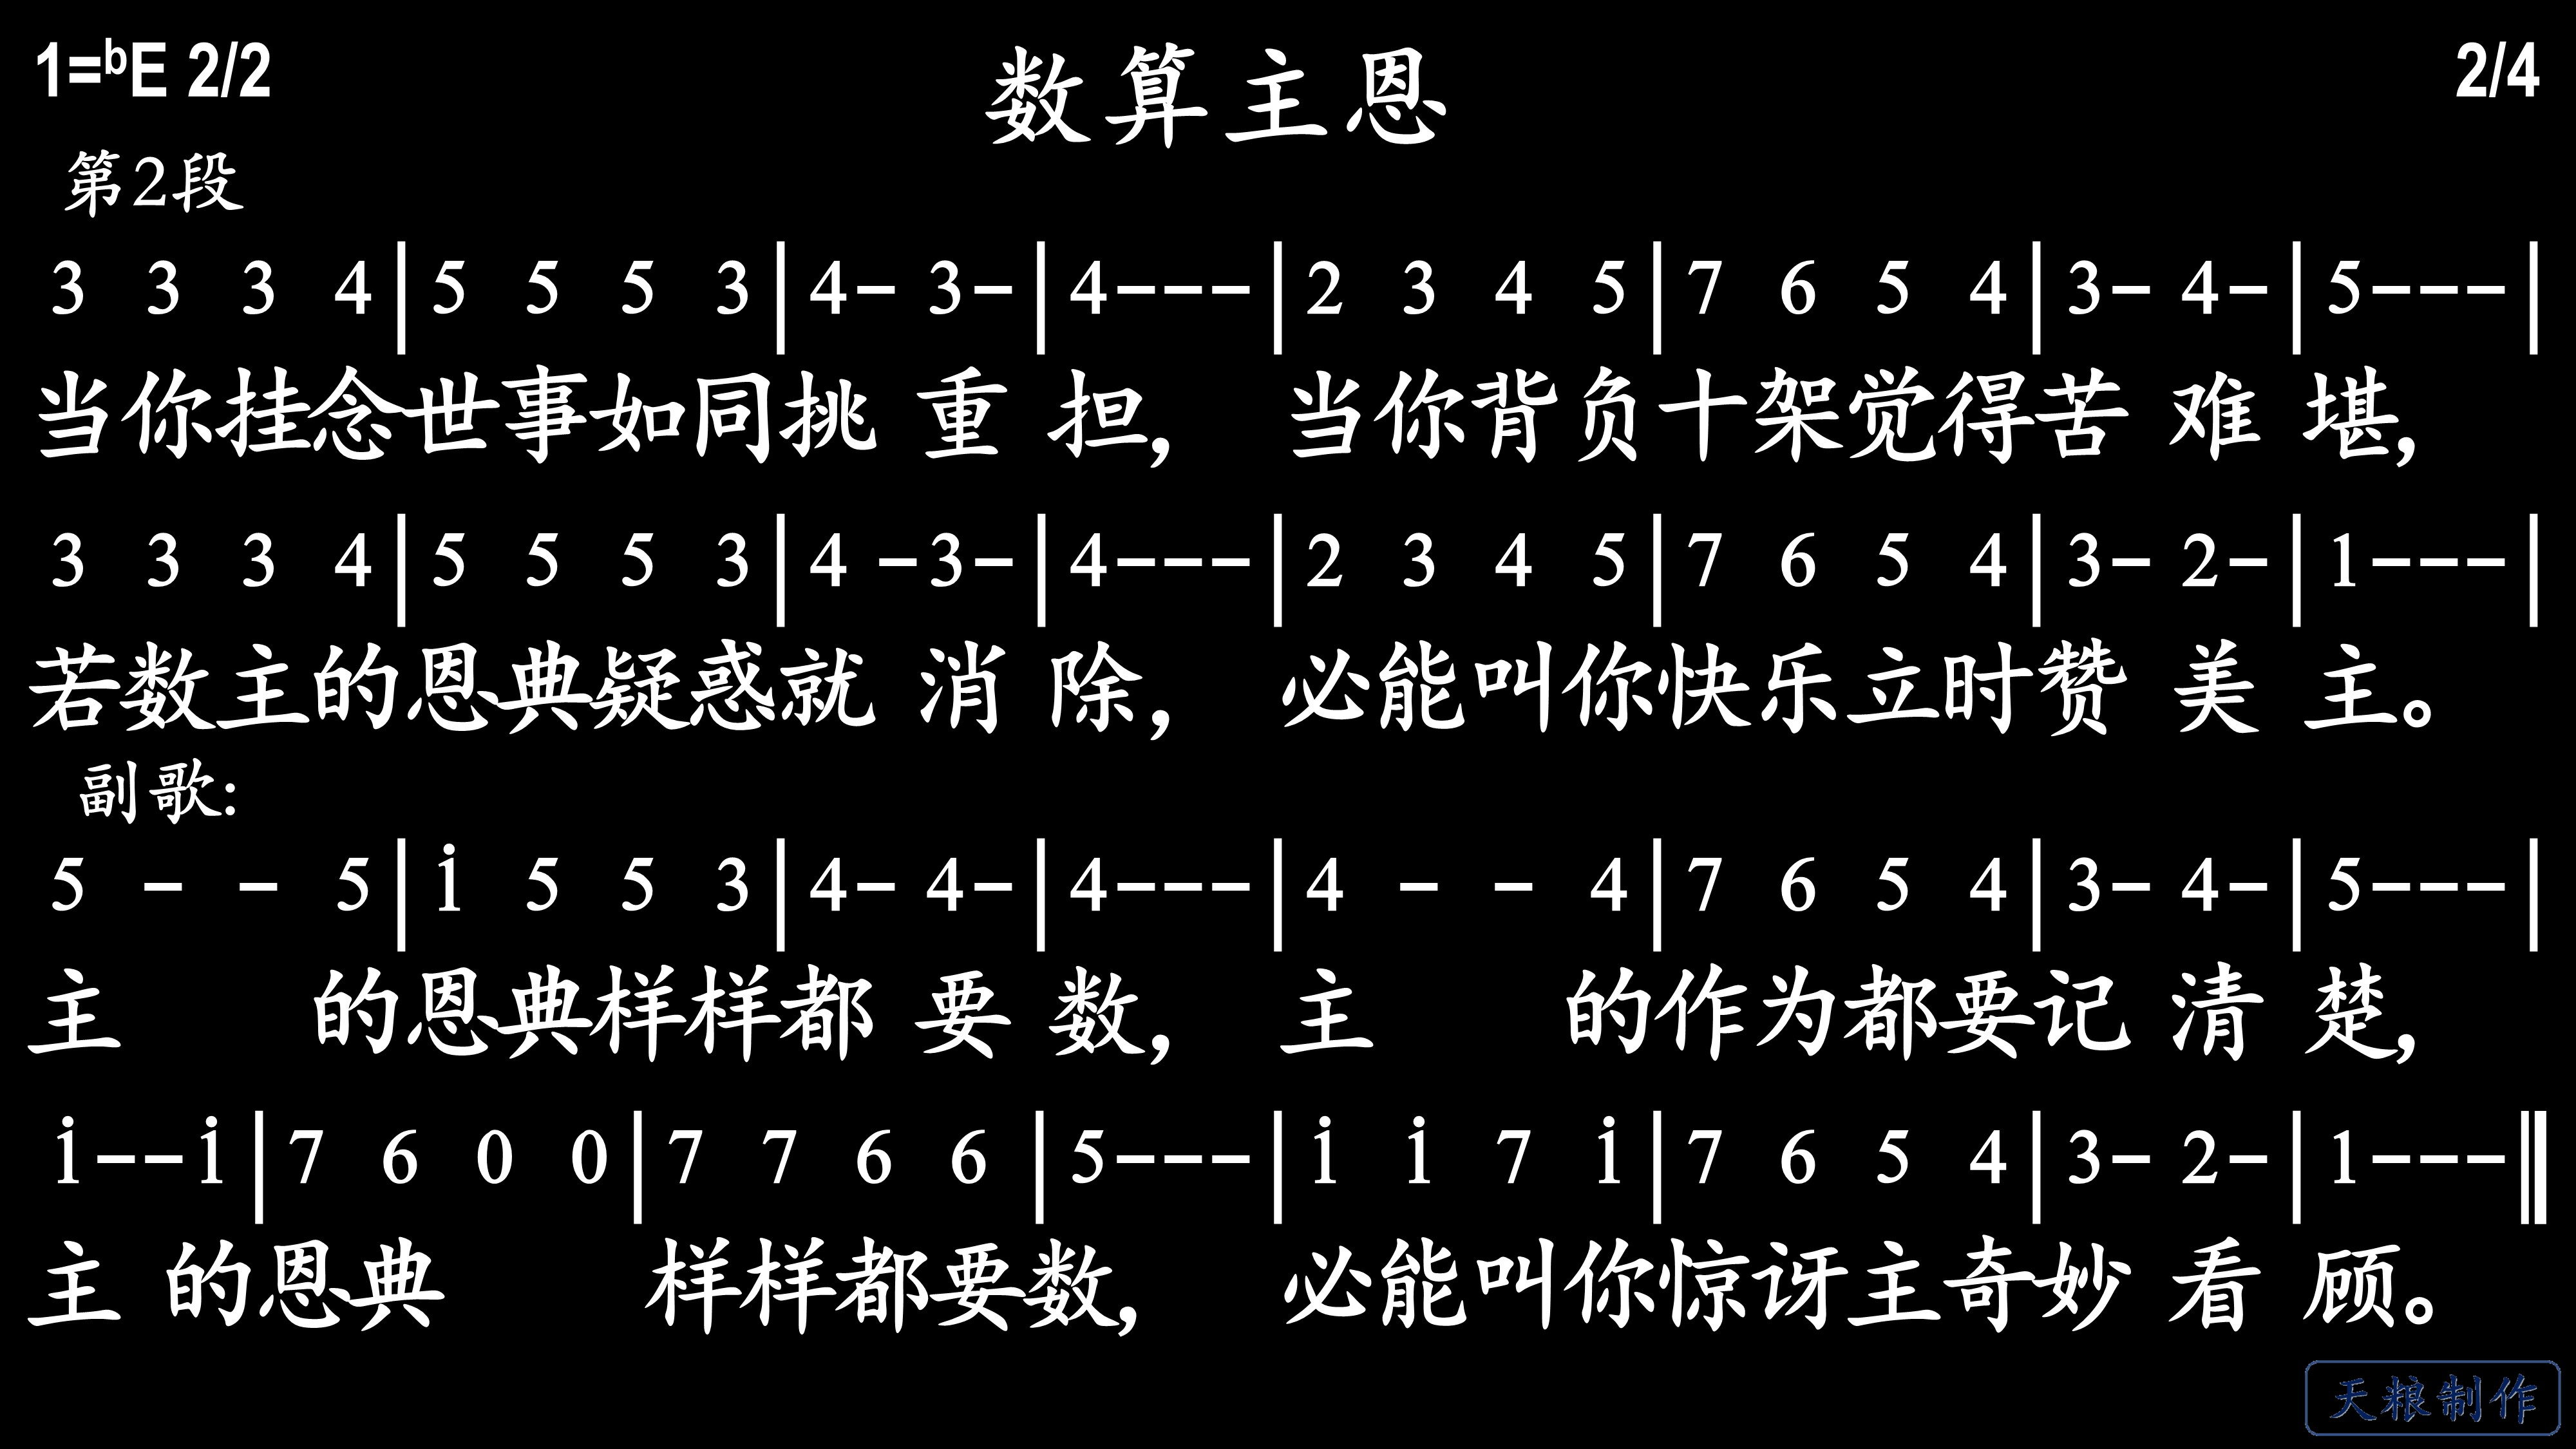 1=bE 2/2 数算主恩 2/4
第2段
3 3 3 4|5 5 5 3|4- 3-|4---|2 3 4 5|7 6 5 4|3- 4-|5---|
当你挂念世事如同挑 重 担, 当你背负十架觉得苦 难 堪,
3 3 3 4|5 5 5 3|4 -3-|4---|2 3 4 5|7 6 5 4|3- 2-|1---|
若数主的恩典疑惑就 消 除, 必能叫你快乐立时赞 美 主。
副歌:
5 - - 5|i 5 5 3|4- 4-|4---|4 - - 4|7 6 5 4|3- 4-|5---|
主 的恩典样样都 要 数, 主 的作为都要记 清 楚,
i--i|7 6 0 0|7 7 6 6|5---|i i 7 i|7 6 5 4|3- 2-|1---‖
主 的恩典 样样都要数, 必能叫你惊讶主奇妙 看 顾。
天粮制作